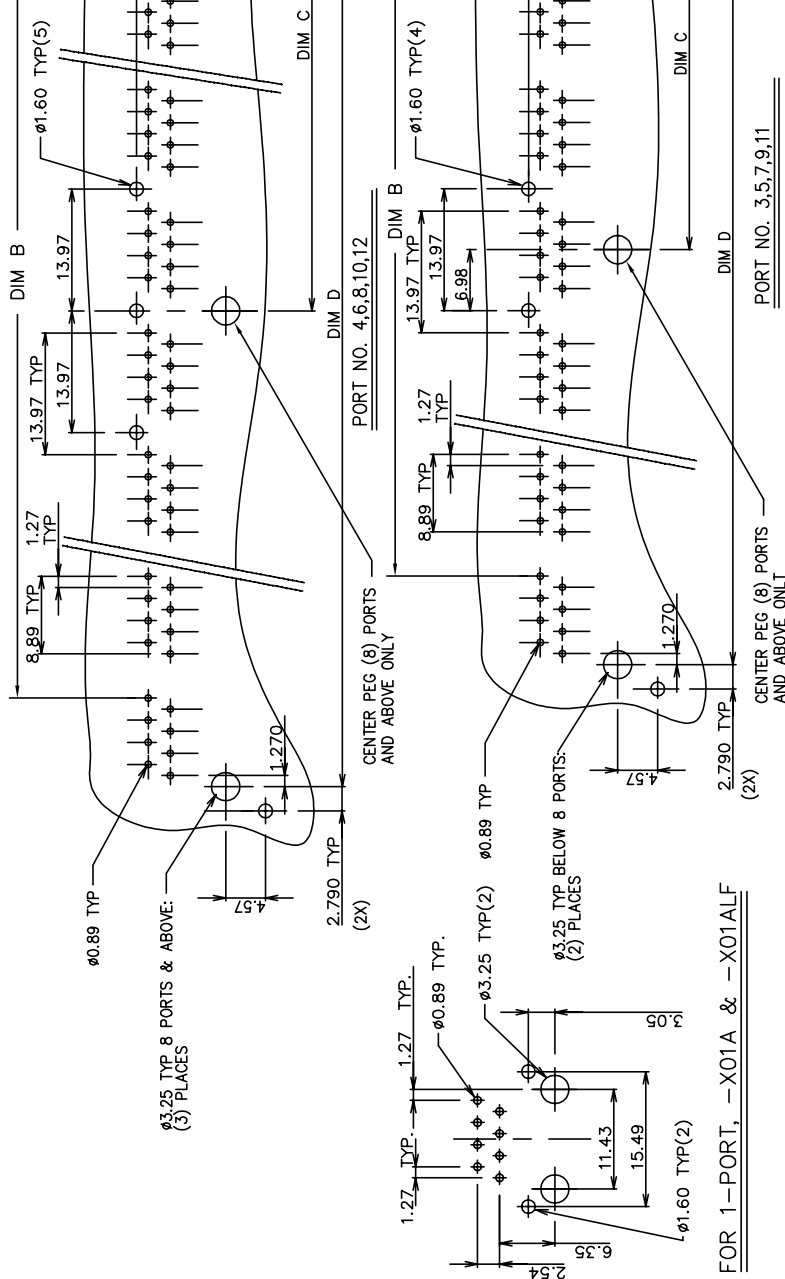 DIM B
8.89 TYP
1.27
TYP
13.97 TYP
13.97
13.97
ø1.60 TYP(5)
DIM C
ø0.89 TYP
ø3.25 TYP 8 PORTS & ABOVE:
(3) PLACES
4.57
1.270
2.790 TYP
(2X)
CENTER PEG (8) PORTS
AND ABOVE ONLY
DIM D
PORT NO. 4,6,8,10,12
DIM B
8.89 TYP
1.27
TYP
13.97 TYP
13.97
6.98
ø1.60 TYP(4)
DIM C
ø0.89 TYP
ø3.25 TYP BELOW 8 PORTS:
(2) PLACES
4.57
1.270
2.790 TYP
(2X)
CENTER PEG (8) PORTS
AND ABOVE ONLT
DIM D
PORT NO. 3,5,7,9,11
1.27 TYP.
1.27 TYP.
ø0.89 TYP.
ø3.25 TYP(2)
3.05
11.43
15.49
6.35
2.54
ø1.60 TYP(2)
FOR 1-PORT, -X01A & -X01ALF